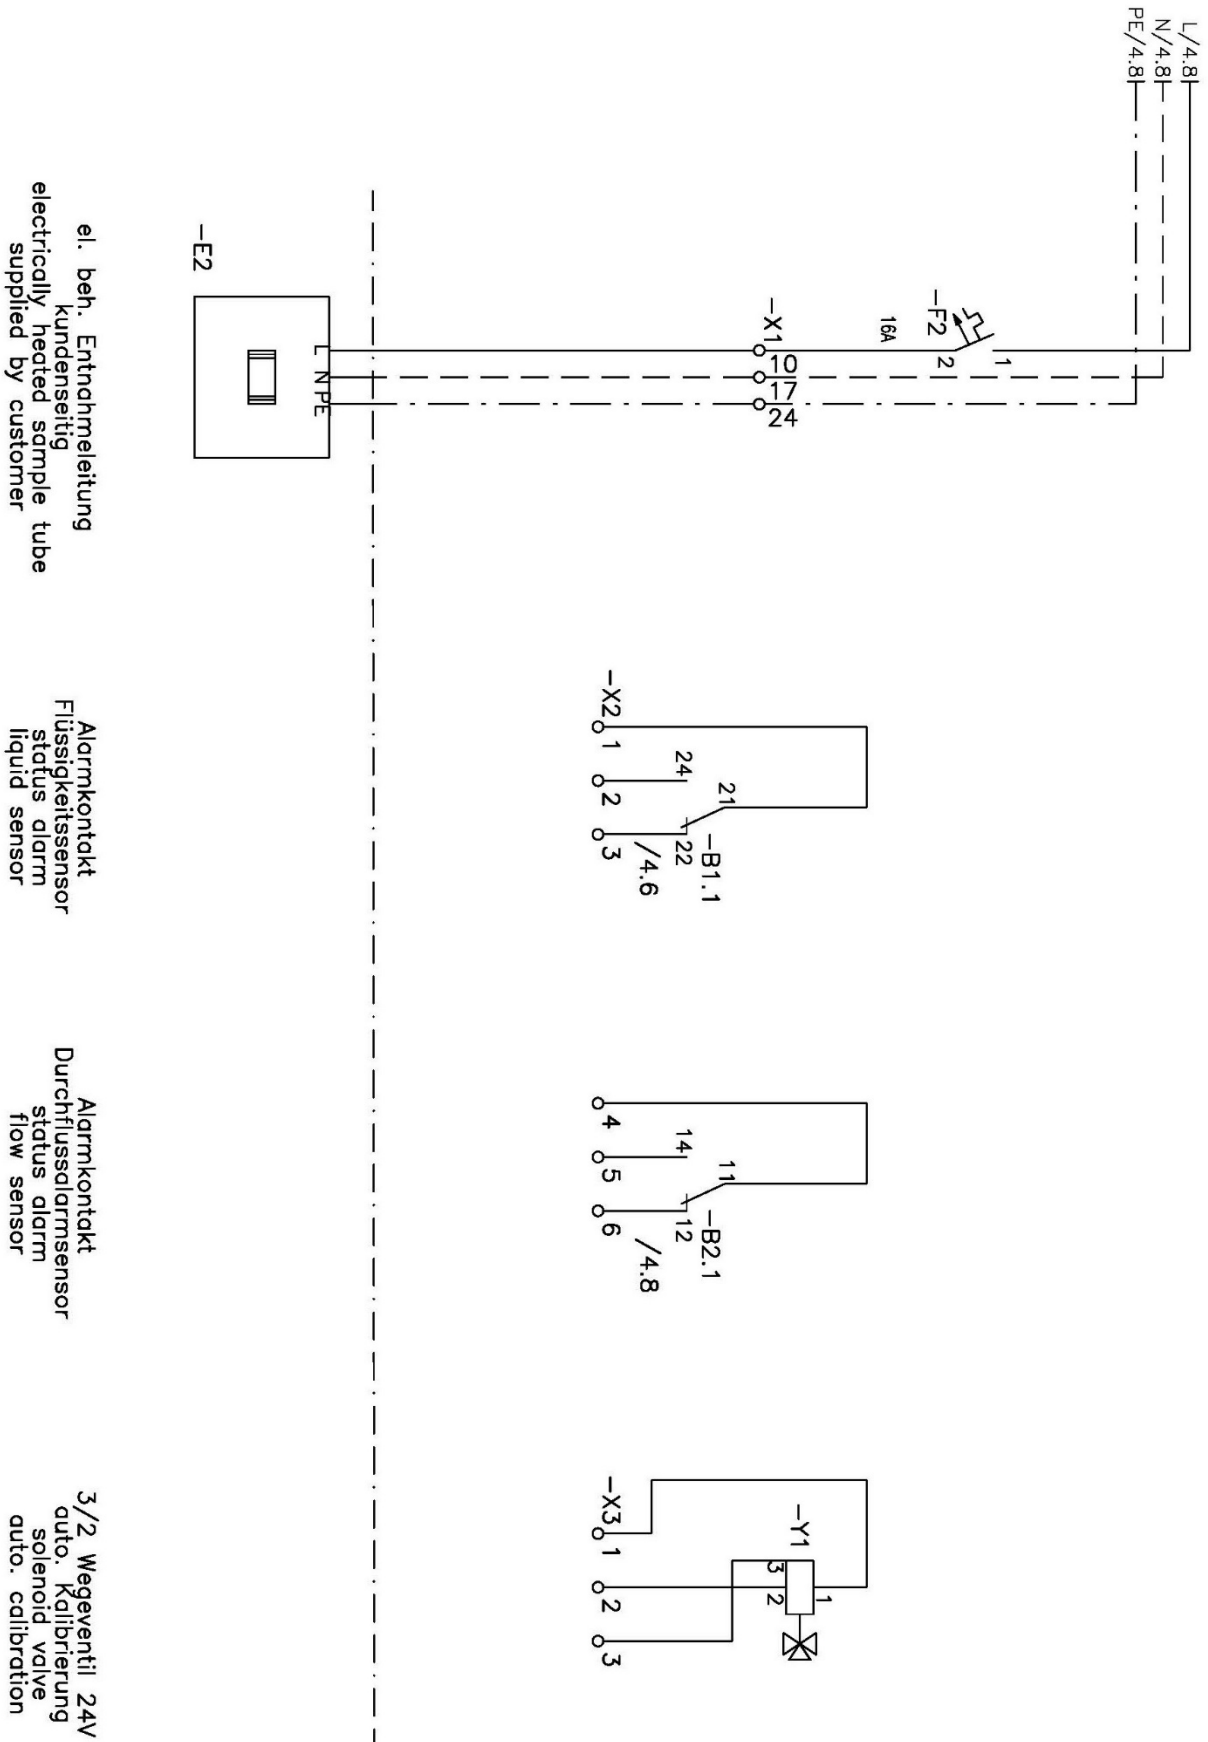 L/4.8
N/4.8
PE/4.8
-F2
1
2
16A
-X1
10
17
24
L
N
PE
-E2
el. beh. Entnahmeleitung
kundenseitig
electrically heated sample tube
supplied by customer
-X2
1
2
3
24
21
22
-B1.1
/4.6
Alarmkontakt
Flüssigkeitssensor
status alarm
liquid sensor
4
5
6
14
11
12
-B2.1
/4.8
Alarmkontakt
Durchflussalarmsensor
status alarm
flow sensor
-X3
1
2
3
-Y1
3
2
1
3/2 Wegeventil 24V
auto. Kalibrierung
solenoid valve
auto. calibration